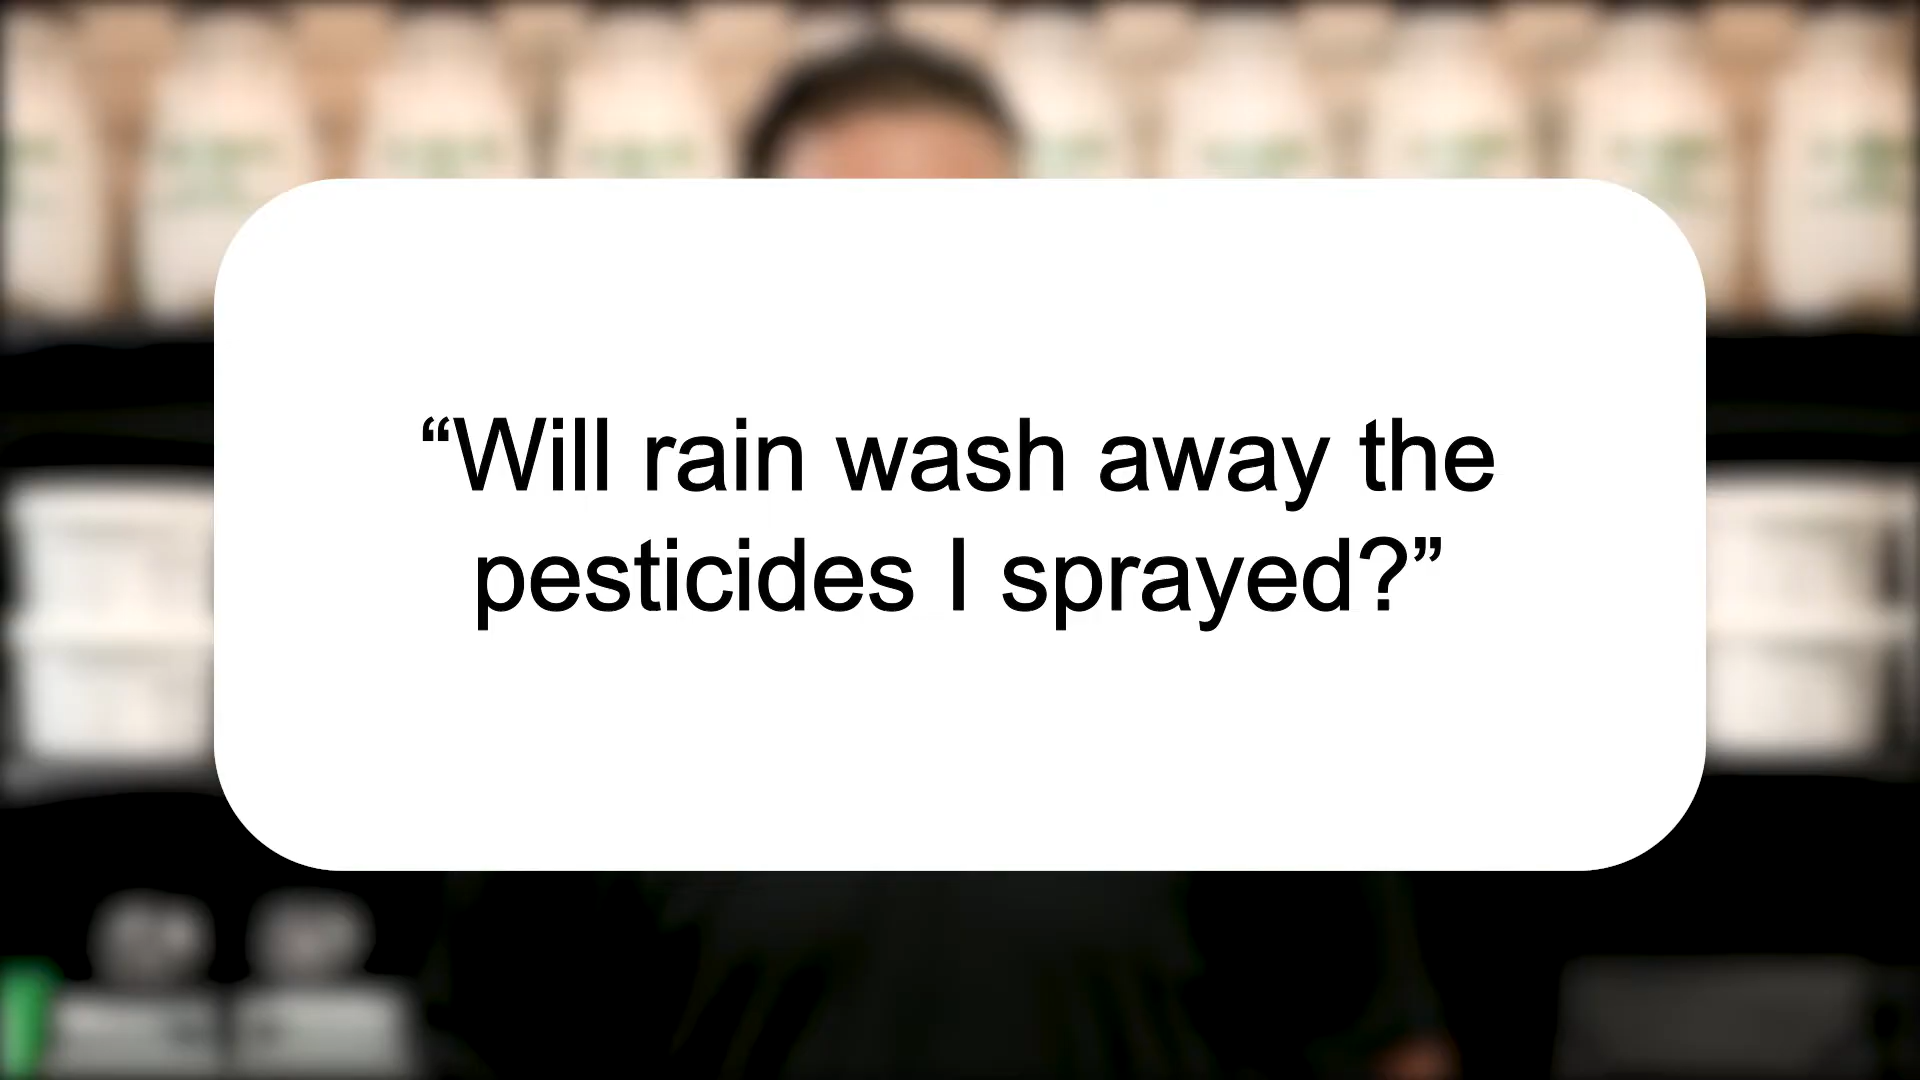 “Will rain wash away the
pesticides I sprayed?”